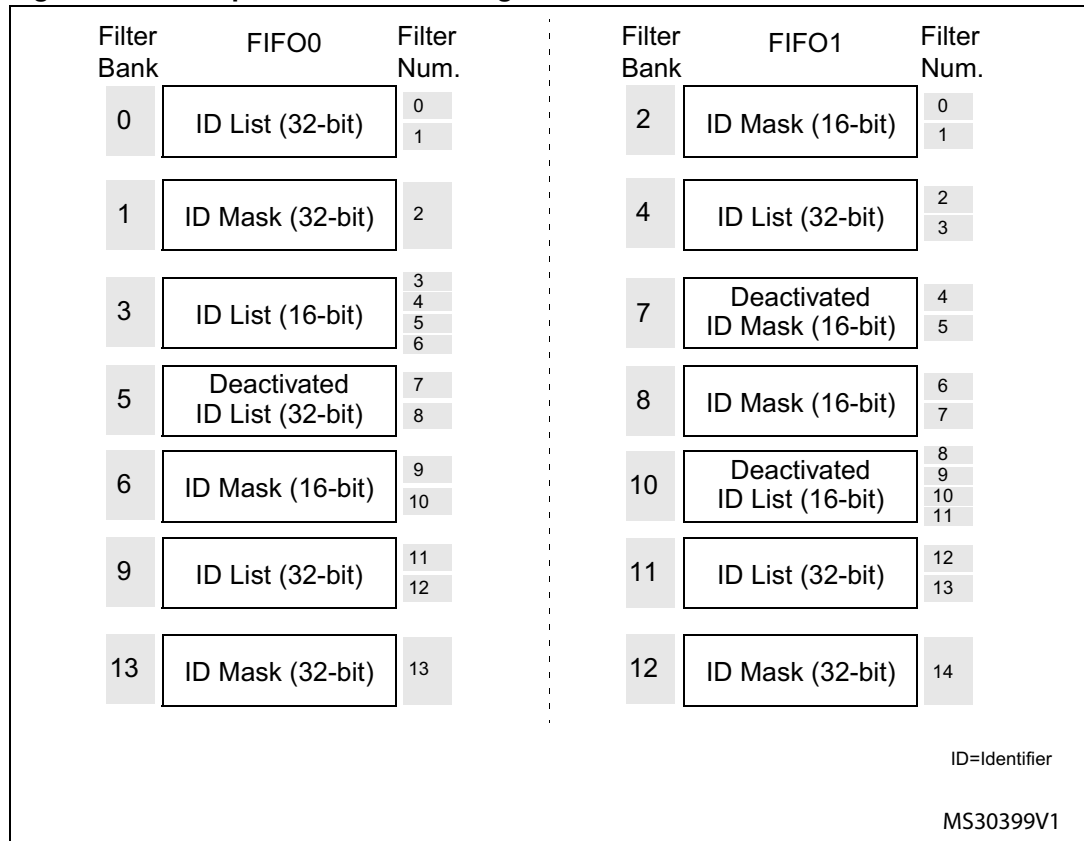 Filter Bank
FIFO0
Filter Num.
0
ID List (32-bit)
0
1
1
ID Mask (32-bit)
2
3
ID List (16-bit)
3
4
5
6
5
Deactivated
ID List (32-bit)
7
8
6
ID Mask (16-bit)
9
10
9
ID List (32-bit)
11
12
13
ID Mask (32-bit)
13
Filter Bank
FIFO1
Filter Num.
2
ID Mask (16-bit)
0
1
4
ID List (32-bit)
2
3
7
Deactivated
ID Mask (16-bit)
4
5
8
ID Mask (16-bit)
6
7
10
Deactivated
ID List (16-bit)
8
9
10
11
11
ID List (32-bit)
12
13
12
ID Mask (32-bit)
14
ID=Identifier
MS30399V1